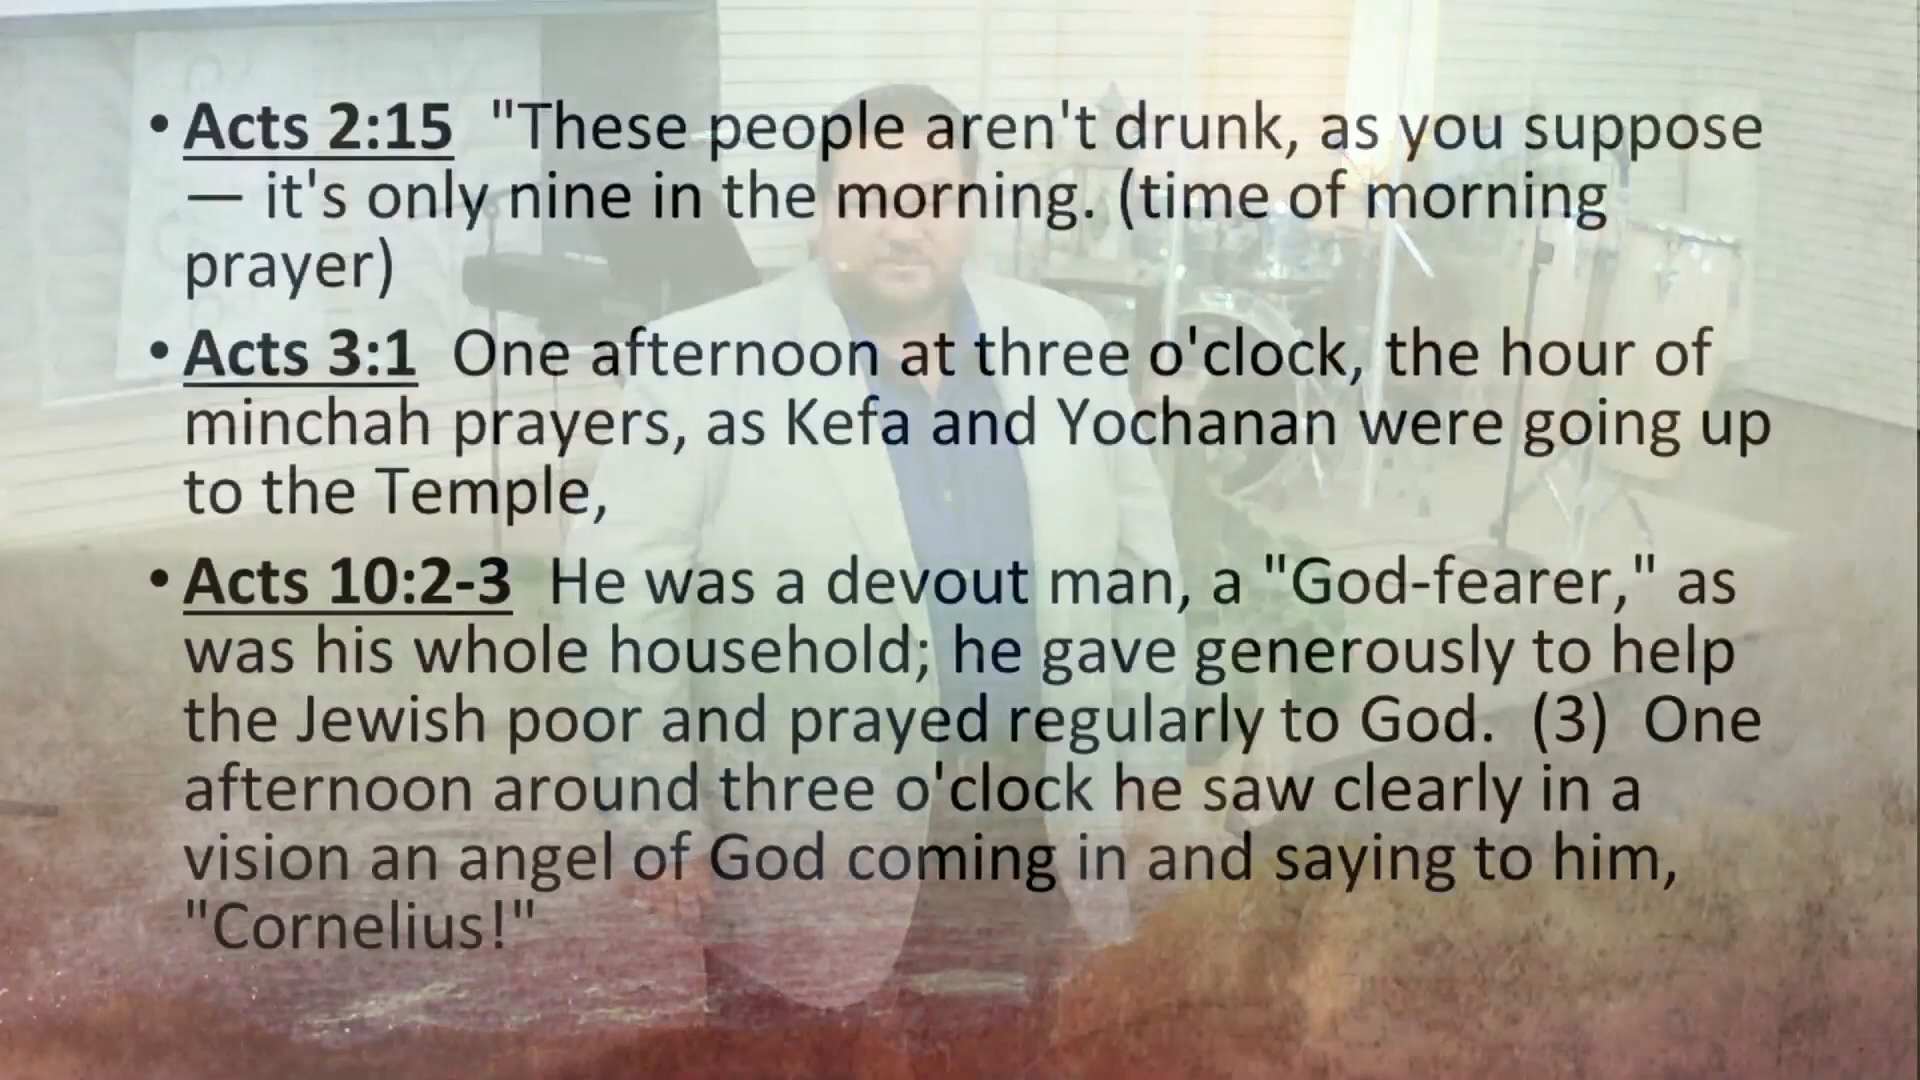 • Acts 2:15 "These people aren't drunk, as you suppose
— it's only nine in the morning. (time of morning
prayer)
• Acts 3:1 One afternoon at three o'clock, the hour of
minchah prayers, as Kefa and Yochanan were going up
to the Temple,
• Acts 10:2-3 He was a devout man, a "God-fearer," as
was his whole household; he gave generously to help
the Jewish poor and prayed regularly to God. (3) One
afternoon around three o'clock he saw clearly in a
vision an angel of God coming in and saying to him,
"Cornelius!"